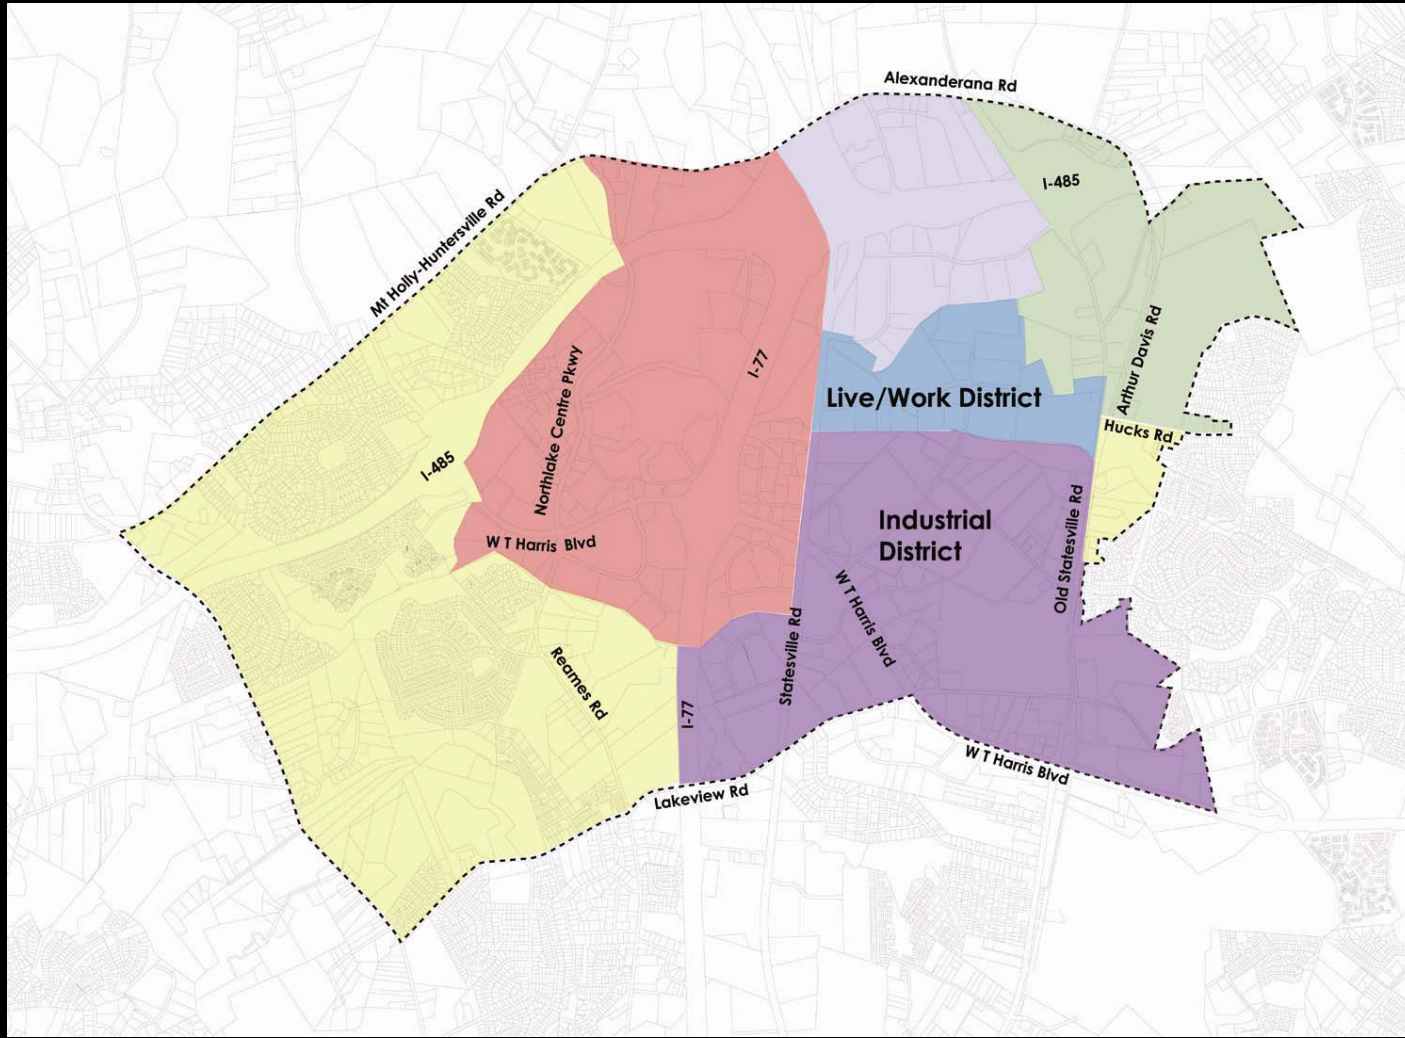 Alexanderana Rd
I-485
Mt Holly-Huntersville Rd
Arthur Davis Rd
I-77
Northlake Centre Pkwy
Live/Work District
Hucks Rd
I-485
Industrial
District
W T Harris Blvd
Old Statesville Rd
W T Harris Blvd
Statesville Rd
Reames Rd
I-77
W T Harris Blvd
Lakeview Rd